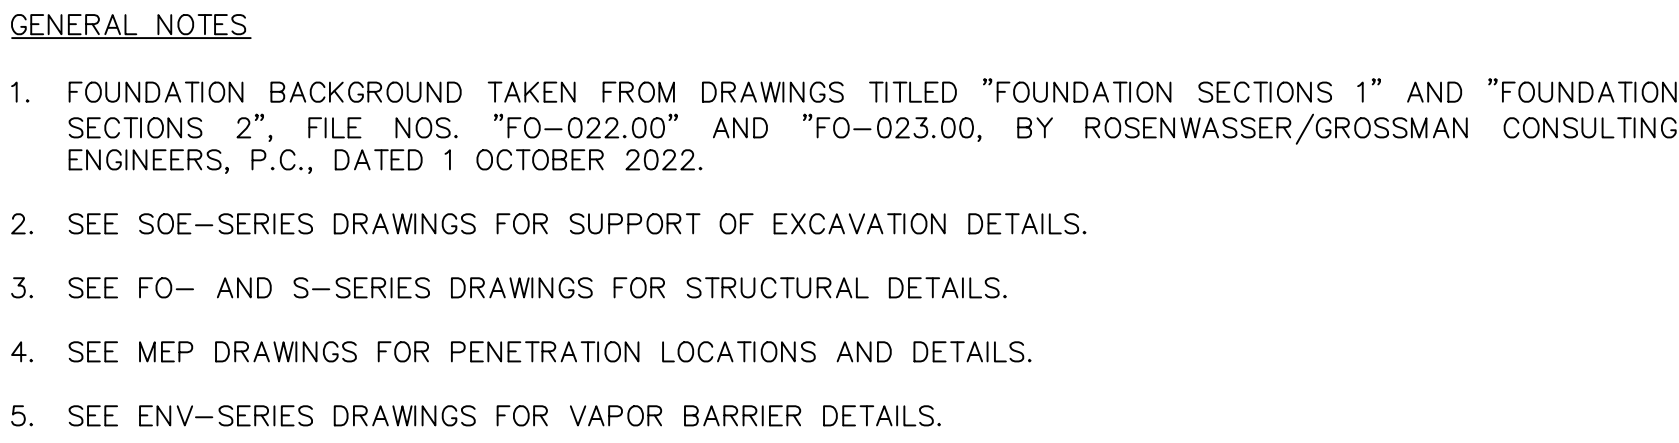 GENERAL NOTES
1. FOUNDATION BACKGROUND TAKEN FROM DRAWINGS TITLED "FOUNDATION SECTIONS 1" AND "FOUNDATION
SECTIONS 2", FILE NOS. "FO-022.00" AND "FO-023.00, BY ROSENWASSER/GROSSMAN CONSULTING
ENGINEERS, P.C., DATED 1 OCTOBER 2022.
2. SEE SOE-SERIES DRAWINGS FOR SUPPORT OF EXCAVATION DETAILS.
3. SEE FO- AND S-SERIES DRAWINGS FOR STRUCTURAL DETAILS.
4. SEE MEP DRAWINGS FOR PENETRATION LOCATIONS AND DETAILS.
5. SEE ENV-SERIES DRAWINGS FOR VAPOR BARRIER DETAILS.